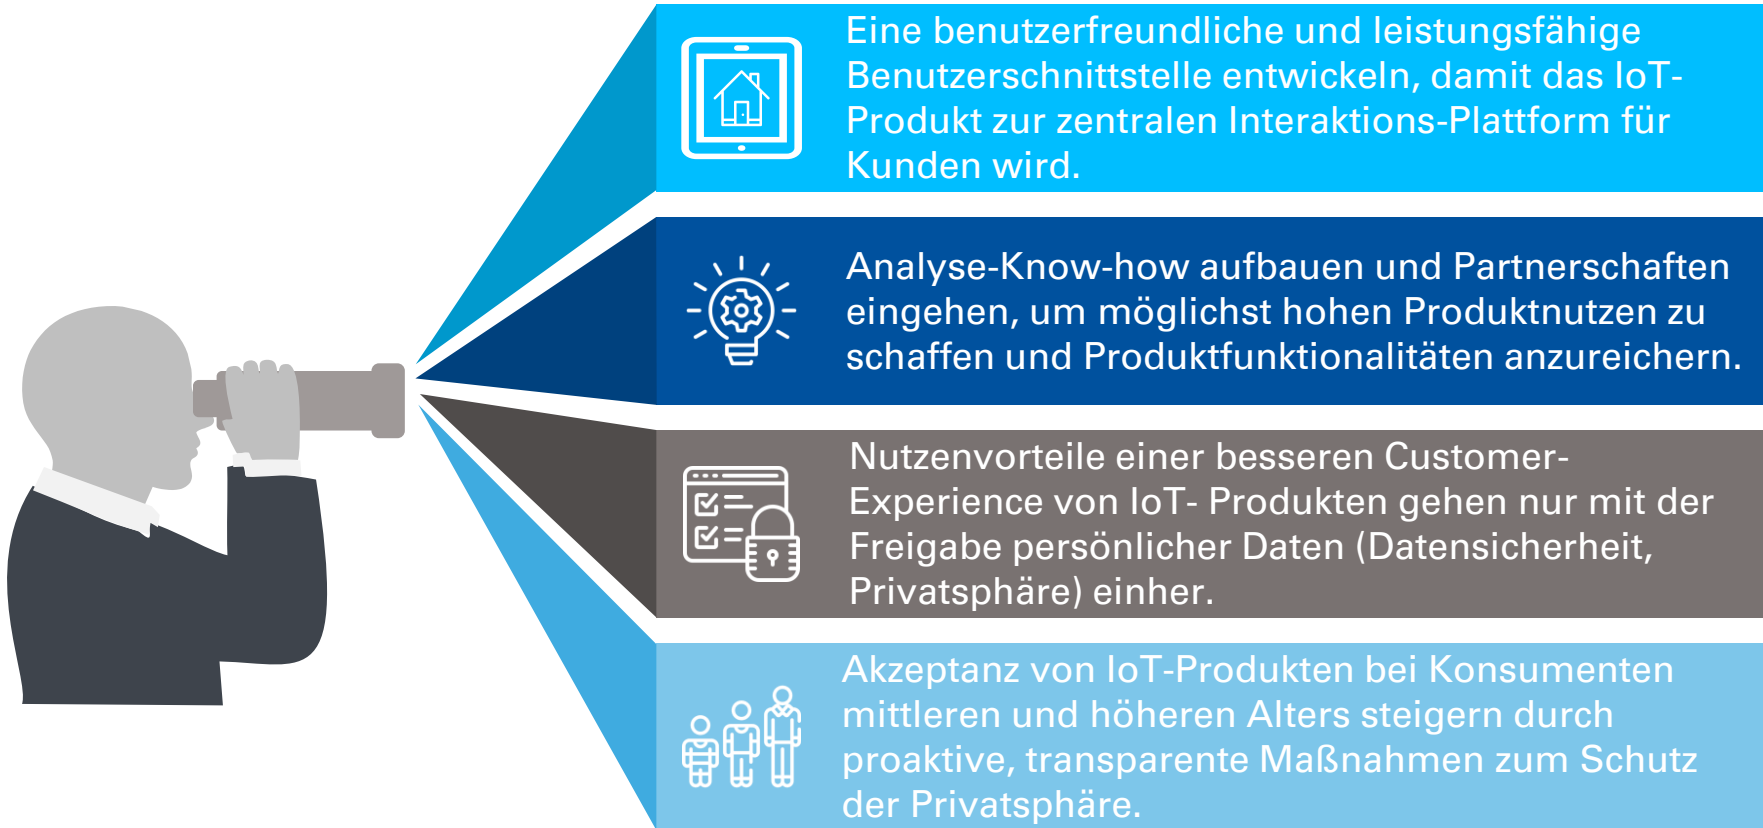 Eine benutzerfreundliche und leistungsfähige
Benutzerschnittstelle entwickeln, damit das IoT-
Produkt zur zentralen Interaktions-Plattform für
Kunden wird.
Analyse-Know-how aufbauen und Partnerschaften
eingehen, um möglichst hohen Produktnutzen zu
schaffen und Produktfunktionalitäten anzureichern.
Nutzenvorteile einer besseren Customer-
Experience von IoT- Produkten gehen nur mit der
Freigabe persönlicher Daten (Datensicherheit,
Privatsphäre) einher.
Akzeptanz von IoT-Produkten bei Konsumenten
mittleren und höheren Alters steigern durch
proaktive, transparente Maßnahmen zum Schutz
der Privatsphäre.